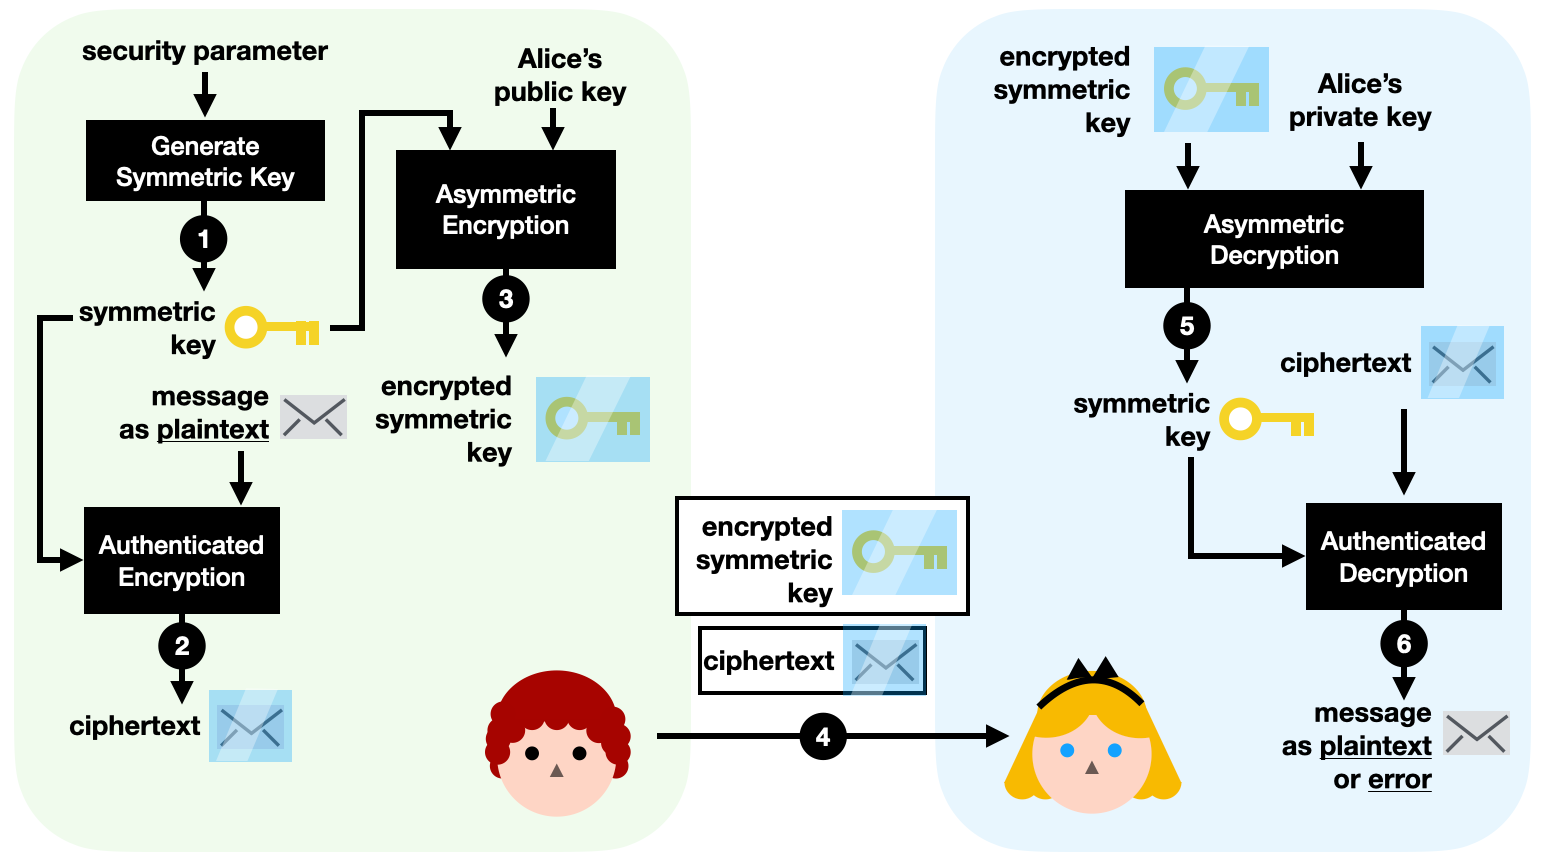 security parameter
Generate
Symmetric Key
1
symmetric
key
message
as plaintext
Authenticated
Encryption
2
ciphertext
Alice’s
public key
Asymmetric
Encryption
3
encrypted
symmetric
key
encrypted
symmetric
key
ciphertext
4
encrypted
symmetric
key
Alice’s
private key
Asymmetric
Decryption
5
symmetric
key
ciphertext
Authenticated
Decryption
6
message
as plaintext
or error